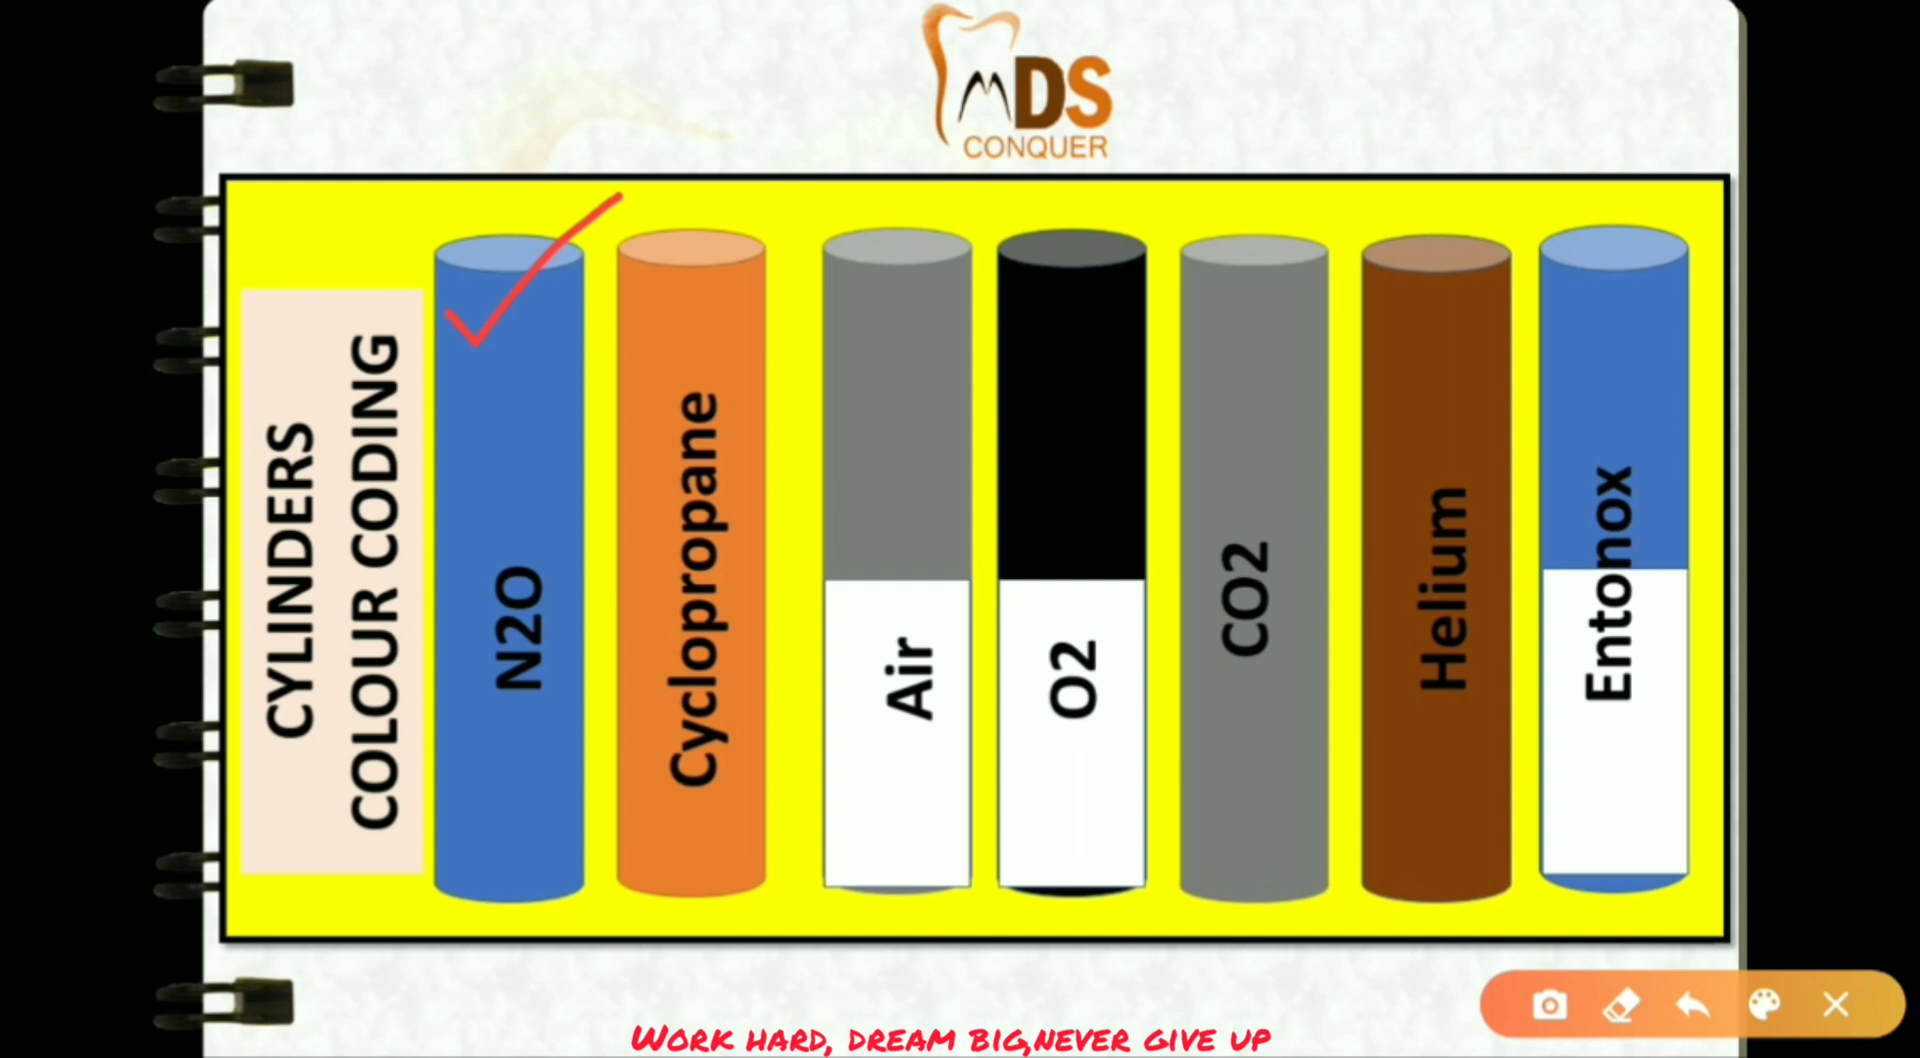 MDS
CONQUER
CYLINDERS
COLOUR CODING
N2O
Cyclopropane
Air
O2
CO2
Helium
Entonox
WORK HARD, DREAM BIG,NEVER GIVE UP